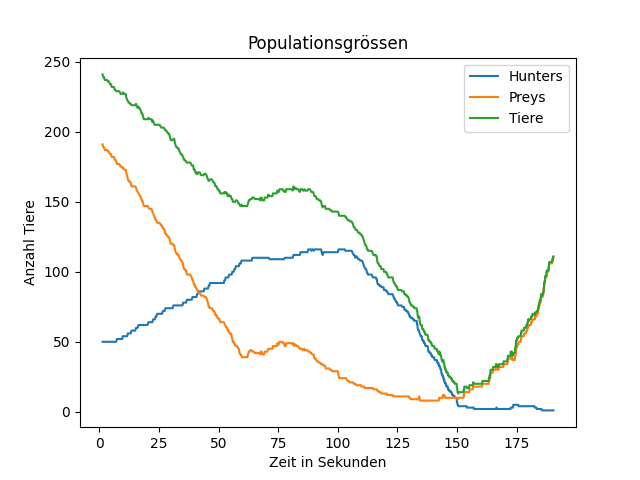 Populationsgrössen
Hunters
Preys
Tiere
Anzahl Tiere
250
200
150
100
50
0
0 25 50 75 100 125 150 175
Zeit in Sekunden